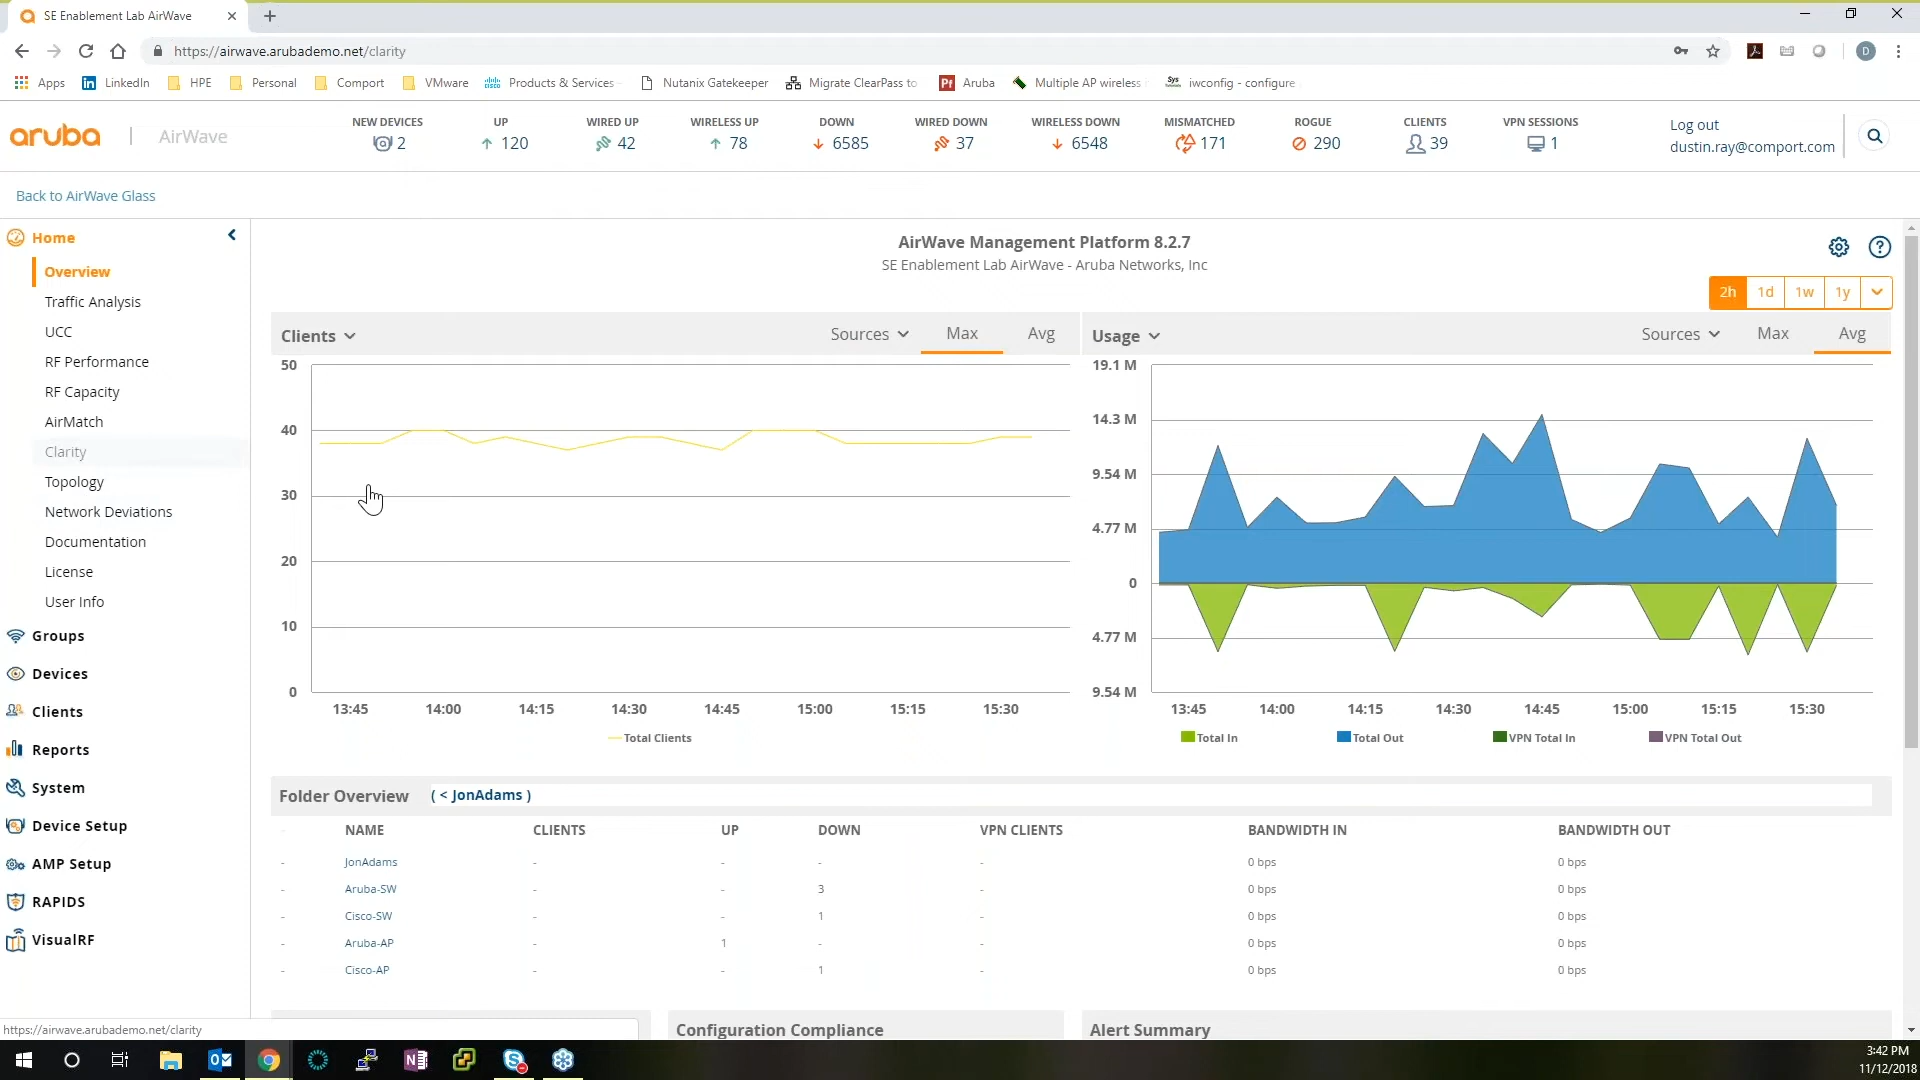 SE Enablement Lab AirWave
https://airwave.arubademo.net/clarity
D
Apps
LinkedIn
HPE
Personal
Comport
VMware
Products & Services
Nutanix Gatekeeper
Migrate ClearPass to
Aruba
Multiple AP wireless
iwconfig - configure
aruba
AirWave
NEW DEVICES
2
UP
120
WIRED UP
42
WIRELESS UP
78
DOWN
6585
WIRED DOWN
37
WIRELESS DOWN
6548
MISMATCHED
171
ROGUE
290
CLIENTS
39
VPN SESSIONS
1
Log out
dustin.ray@comport.com
Back to AirWave Glass
Home
Overview
Traffic Analysis
UCC
RF Performance
RF Capacity
AirMatch
Clarity
Topology
Network Deviations
Documentation
License
User Info
Groups
Devices
Clients
Reports
System
Device Setup
AMP Setup
RAPIDS
VisualRF
AirWave Management Platform 8.2.7
SE Enablement Lab AirWave - Aruba Networks, Inc
2h 1d 1w 1y
Clients Sources Max Avg
50
40
30
20
10
0
13:45 14:00 14:15 14:30 14:45 15:00 15:15 15:30
Total Clients
Usage Sources Max Avg
19.1 M
14.3 M
9.54 M
4.77 M
0
4.77 M
9.54 M
13:45 14:00 14:15 14:30 14:45 15:00 15:15 15:30
Total In Total Out VPN Total In VPN Total Out
Folder Overview ( < JonAdams )
NAME CLIENTS UP DOWN VPN CLIENTS BANDWIDTH IN BANDWIDTH OUT
- JonAdams - - - - 0 bps 0 bps
- Aruba-SW - - 3 - 0 bps 0 bps
- Cisco-SW - - 1 - 0 bps 0 bps
- Aruba-AP - 1 - - 0 bps 0 bps
- Cisco-AP - - 1 - 0 bps 0 bps
Configuration Compliance
Alert Summary
https://airwave.arubademo.net/clarity
3:42 PM
11/12/2018